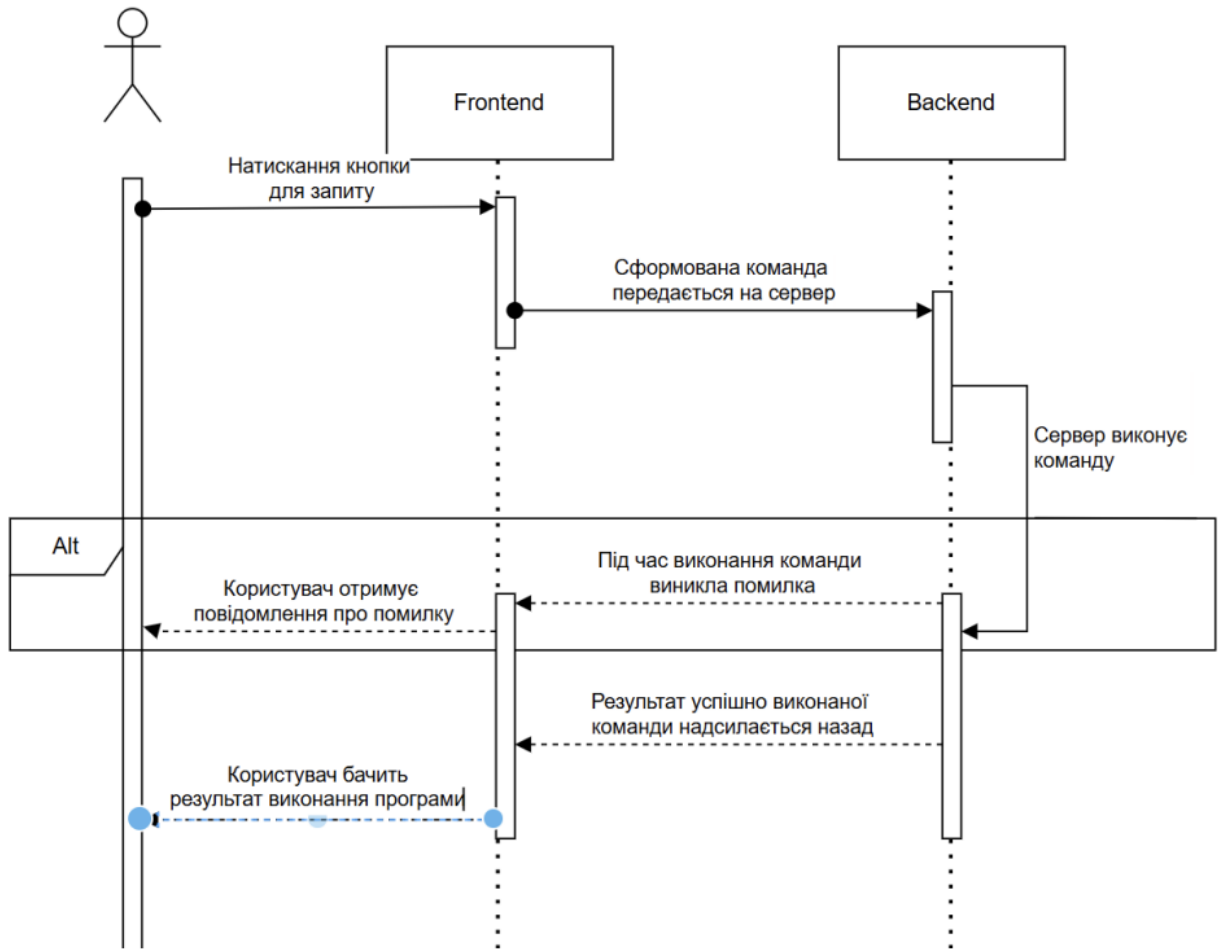 Frontend
Backend
Натискання кнопки
для запиту
Сформована команда
передається на сервер
Сервер виконує
команду
Alt
Під час виконання команди
виникла помилка
Користувач отримує
повідомлення про помилку
Результат успішно виконаної
команди надсилається назад
Користувач бачить
результат виконання програми